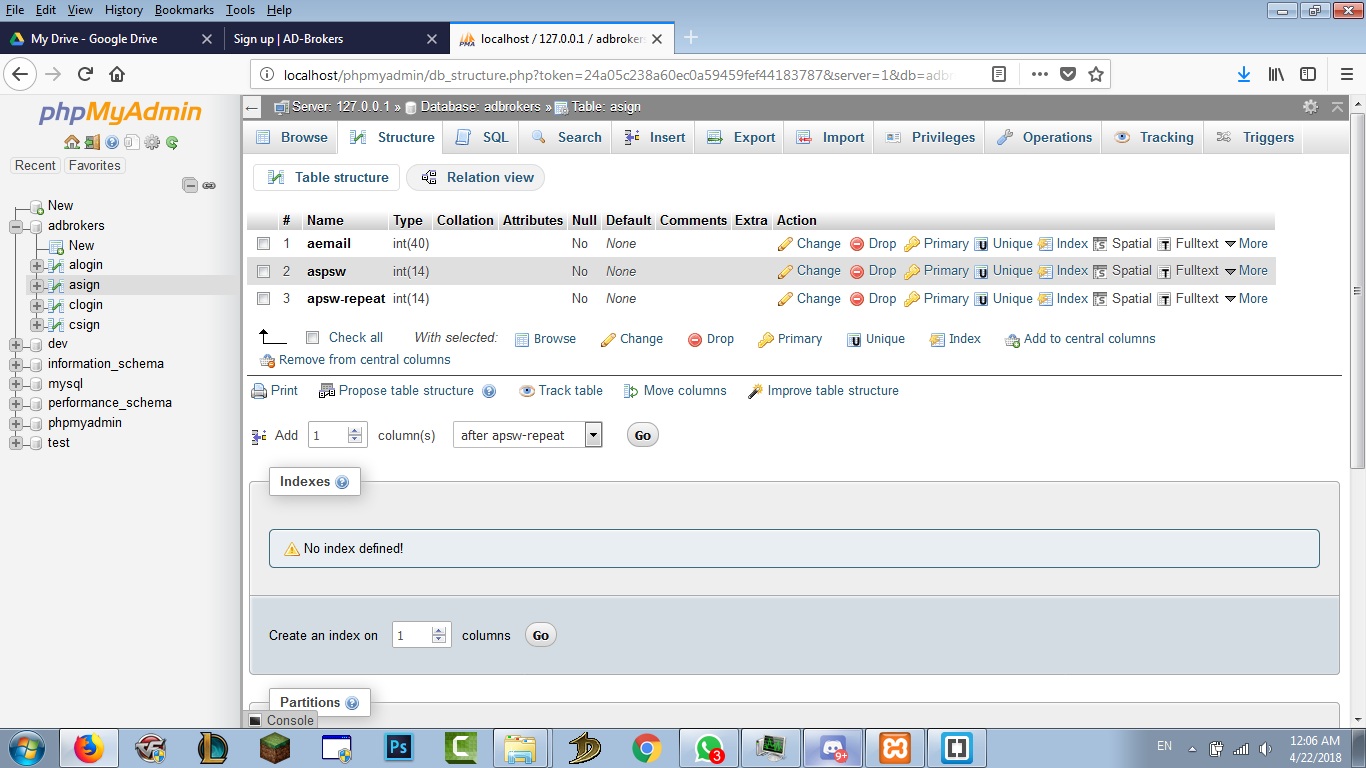 File Edit View History Bookmarks Tools Help
My Drive - Google Drive Sign up | AD-Brokers localhost / 127.0.0.1 / adbrokers
localhost/phpmyadmin/db_structure.php?token=24a05c238a60ec0a59459fef44183787&server=1&db=adbr
phpMyAdmin
Recent Favorites
New
adbrokers
New
alogin
asign
clogin
csign
dev
information_schema
mysql
performance_schema
phpmyadmin
test
Server: 127.0.0.1 » Database: adbrokers » Table: asign
Browse Structure SQL Search Insert Export Import Privileges Operations Tracking Triggers
Table structure Relation view
# Name Type Collation Attributes Null Default Comments Extra Action
1 aemail int(40) No None Change Drop Primary U Unique Index S Spatial T Fulltext More
2 aspsw int(14) No None Change Drop Primary U Unique Index S Spatial T Fulltext More
3 apsw-repeat int(14) No None Change Drop Primary U Unique Index S Spatial T Fulltext More
Check all With selected: Browse Change Drop Primary U Unique Index Add to central columns
Remove from central columns
Print Propose table structure Track table Move columns Improve table structure
Add 1 column(s) after apsw-repeat Go
Indexes
No index defined!
Create an index on 1 columns Go
Partitions
Console
Ps C 3 9+ EN 12:06 AM
4/22/2018